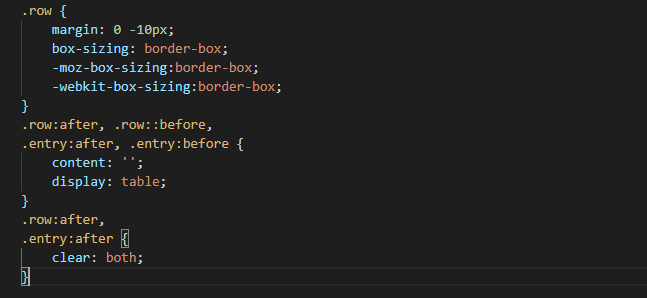 .row {
margin: 0 -10px;
box-sizing: border-box;
-moz-box-sizing:border-box;
-webkit-box-sizing:border-box;
}
.row:after, .row::before,
.entry:after, .entry:before {
content: '';
display: table;
}
.row:after,
.entry:after {
clear: both;
}